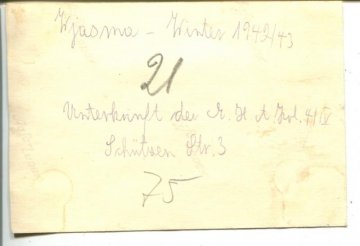 Wjasma - Winter 1942/43
21
Unterkunft der
Schützen Str. 3
75